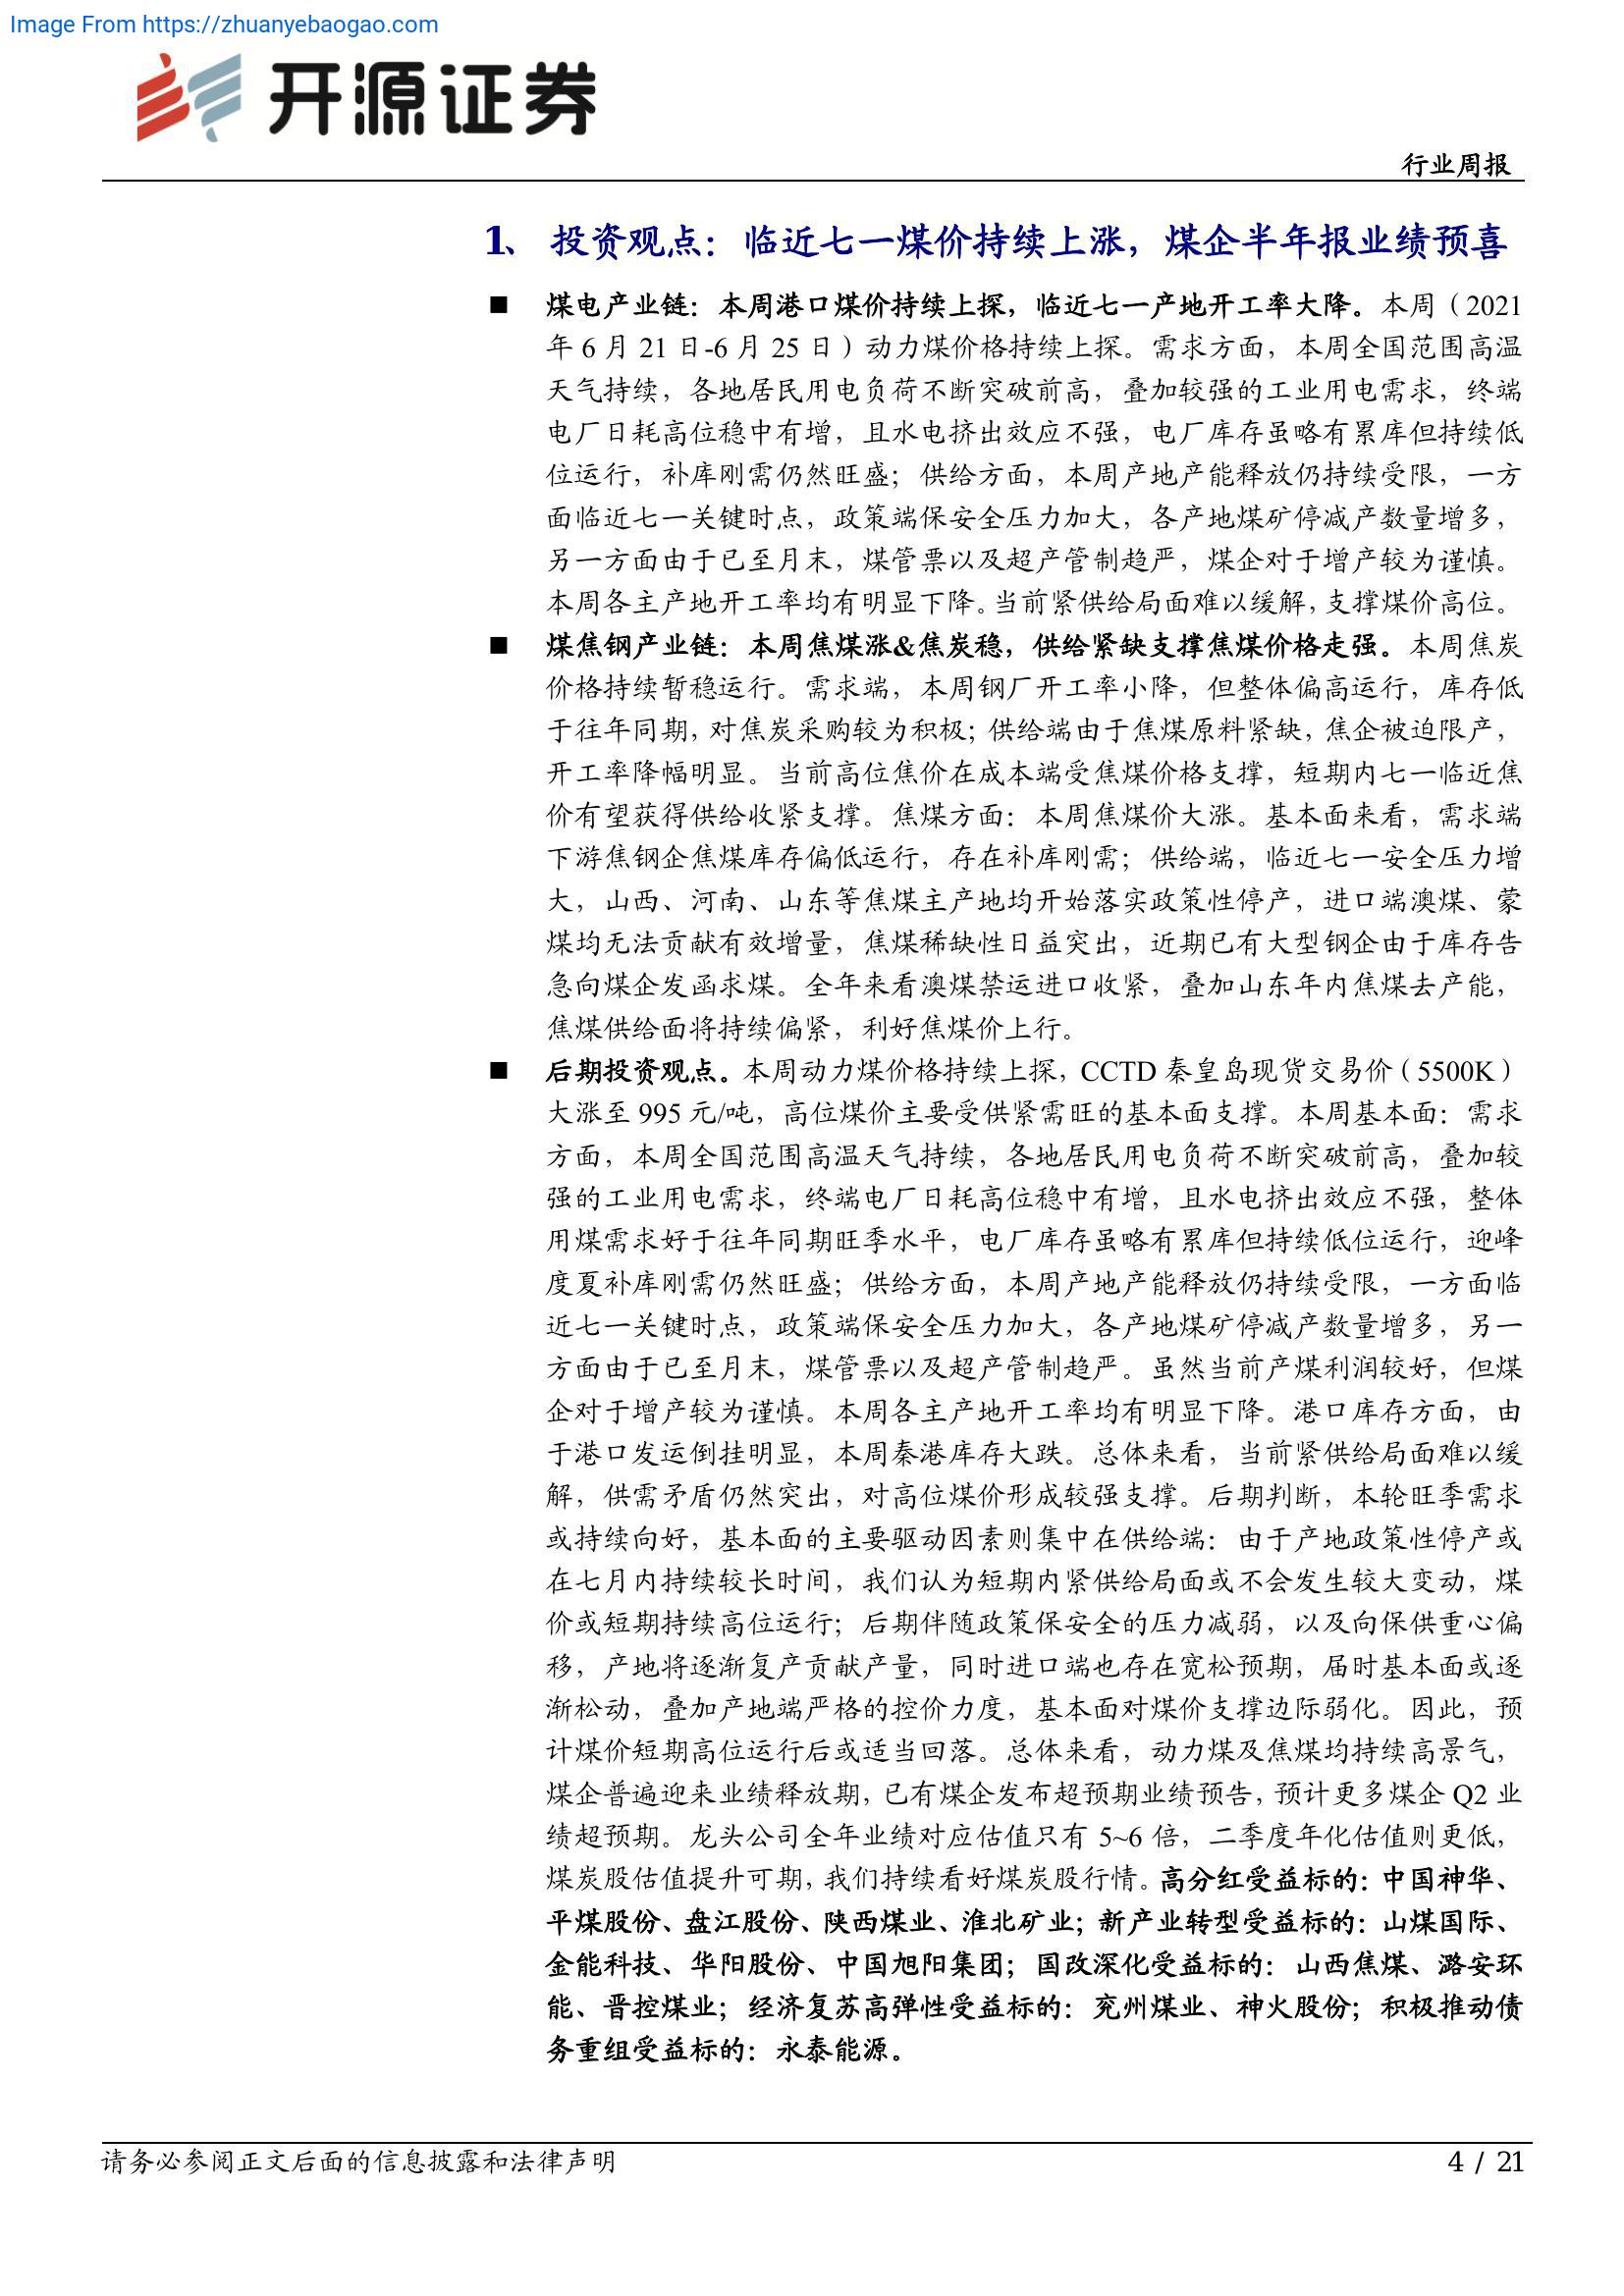 Image From https://zhuanyebaogao.com
开源证券
行业周报
1、 投资观点：临近七一煤价持续上涨，煤企半年报业绩预喜
■ 煤电产业链：本周港口煤价持续上探，临近七一产地开工率大降。本周（2021
年 6 月 21 日-6 月 25 日）动力煤价格持续上探。需求方面，本周全国范围高温
天气持续，各地居民用电负荷不断突破前高，叠加较强的工业用电需求，终端
电厂日耗高位稳中有增，且水电挤出效应不强，电厂库存虽略有累库但持续低
位运行，补库刚需仍然旺盛；供给方面，本周产地产能释放仍持续受限，一方
面临近七一关键时点，政策端保安全压力加大，各产地煤矿停减产数量增多，
另一方面由于已至月末，煤管票以及超产管制趋严，煤企对于增产较为谨慎。
本周各主产地开工率均有明显下降。当前紧供给局面难以缓解，支撑煤价高位。
■ 煤焦钢产业链：本周焦煤涨&焦炭稳，供给紧缺支撑焦煤价格走强。本周焦炭
价格持续暂稳运行。需求端，本周钢厂开工率小降，但整体偏高运行，库存低
于往年同期，对焦炭采购较为积极；供给端由于焦煤原料紧缺，焦企被迫限产，
开工率降幅明显。当前高位焦价在成本端受焦煤价格支撑，短期内七一临近焦
价有望获得供给收紧支撑。焦煤方面：本周焦煤价大涨。基本面来看，需求端
下游焦钢企焦煤库存偏低运行，存在补库刚需；供给端，临近七一安全压力增
大，山西、河南、山东等焦煤主产地均开始落实政策性停产，进口端澳煤、蒙
煤均无法贡献有效增量，焦煤稀缺性日益突出，近期已有大型钢企由于库存告
急向煤企发函求煤。全年来看澳煤禁运进口收紧，叠加山东年内焦煤去产能，
焦煤供给面将持续偏紧，利好焦煤价上行。
■ 后期投资观点。本周动力煤价格持续上探，CCTD 秦皇岛现货交易价（5500K）
大涨至 995 元/吨，高位煤价主要受供紧需旺的基本面支撑。本周基本面：需求
方面，本周全国范围高温天气持续，各地居民用电负荷不断突破前高，叠加较
强的工业用电需求，终端电厂日耗高位稳中有增，且水电挤出效应不强，整体
用煤需求好于往年同期旺季水平，电厂库存虽略有累库但持续低位运行，迎峰
度夏补库刚需仍然旺盛；供给方面，本周产地产能释放仍持续受限，一方面临
近七一关键时点，政策端保安全压力加大，各产地煤矿停减产数量增多，另一
方面由于已至月末，煤管票以及超产管制趋严。虽然当前产煤利润较好，但煤
企对于增产较为谨慎。本周各主产地开工率均有明显下降。港口库存方面，由
于港口发运倒挂明显，本周秦港库存大跌。总体来看，当前紧供给局面难以缓
解，供需矛盾仍然突出，对高位煤价形成较强支撑。后期判断，本轮旺季需求
或持续向好，基本面的主要驱动因素则集中在供给端：由于产地政策性停产或
在七月内持续较长时间，我们认为短期内紧供给局面或不会发生较大变动，煤
价或短期持续高位运行；后期伴随政策保安全的压力减弱，以及向保供重心偏
移，产地将逐渐复产贡献产量，同时进口端也存在宽松预期，届时基本面或逐
渐松动，叠加产地端严格的控价力度，基本面对煤价支撑边际弱化。因此，预
计煤价短期高位运行后或适当回落。总体来看，动力煤及焦煤均持续高景气，
煤企普遍迎来业绩释放期，已有煤企发布超预期业绩预告，预计更多煤企 Q2 业
绩超预期。龙头公司全年业绩对应估值只有 5~6 倍，二季度年化估值则更低，
煤炭股估值提升可期，我们持续看好煤炭股行情。高分红受益标的：中国神华、
平煤股份、盘江股份、陕西煤业、淮北矿业；新产业转型受益标的：山煤国际、
金能科技、华阳股份、中国旭阳集团；国改深化受益标的：山西焦煤、潞安环
能、晋控煤业；经济复苏高弹性受益标的：兖州煤业、神火股份；积极推动债
务重组受益标的：永泰能源。
请务必参阅正文后面的信息披露和法律声明
4 / 21